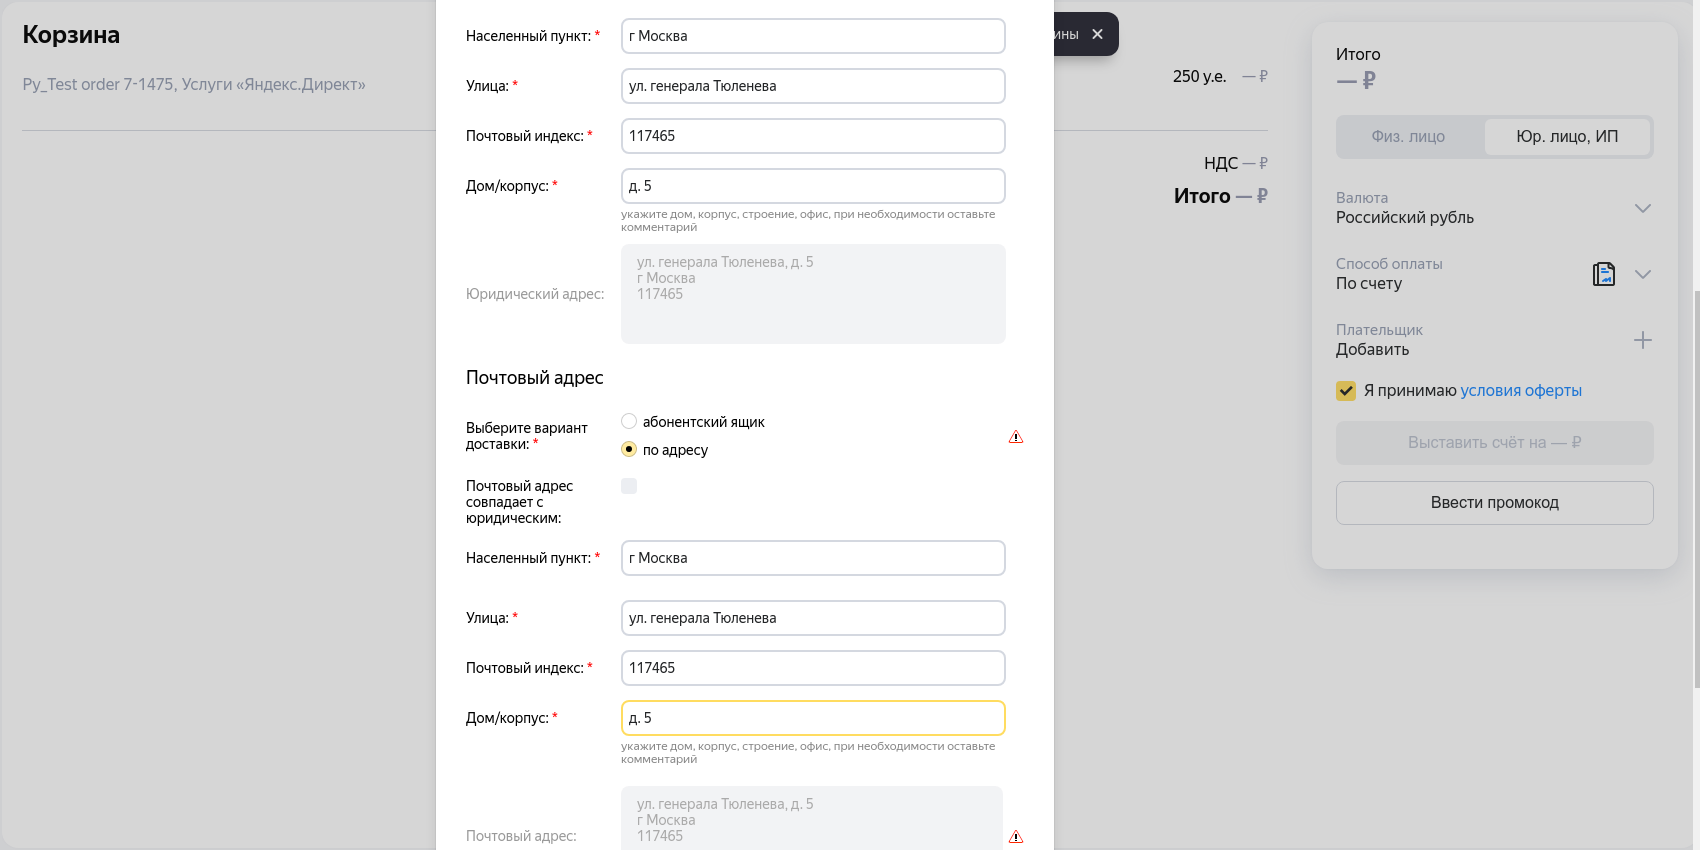 Корзина
Py_Test order 7-1475, Услуги «Яндекс.Директ»
Населенный пункт: *
г Москва
Улица: *
ул. генерала Тюленева
Почтовый индекс: *
117465
Дом/корпус: *
д. 5
укажите дом, корпус, строение, офис, при необходимости оставьте
комментарий
Юридический адрес:
ул. генерала Тюленева, д. 5
г Москва
117465
Почтовый адрес
Выберите вариант
доставки: *
абонентский ящик
по адресу
Почтовый адрес
совпадает с
юридическим:
Населенный пункт: *
г Москва
Улица: *
ул. генерала Тюленева
Почтовый индекс: *
117465
Дом/корпус: *
д. 5
укажите дом, корпус, строение, офис, при необходимости оставьте
комментарий
Почтовый адрес:
ул. генерала Тюленева, д. 5
г Москва
117465
250 у.е. — ₽
НДС — ₽
Итого — ₽
Итого
— ₽
Физ. лицо
Юр. лицо, ИП
Валюта
Российский рубль
Способ оплаты
По счету
Плательщик
Добавить
Я принимаю условия оферты
Выставить счёт на — ₽
Ввести промокод